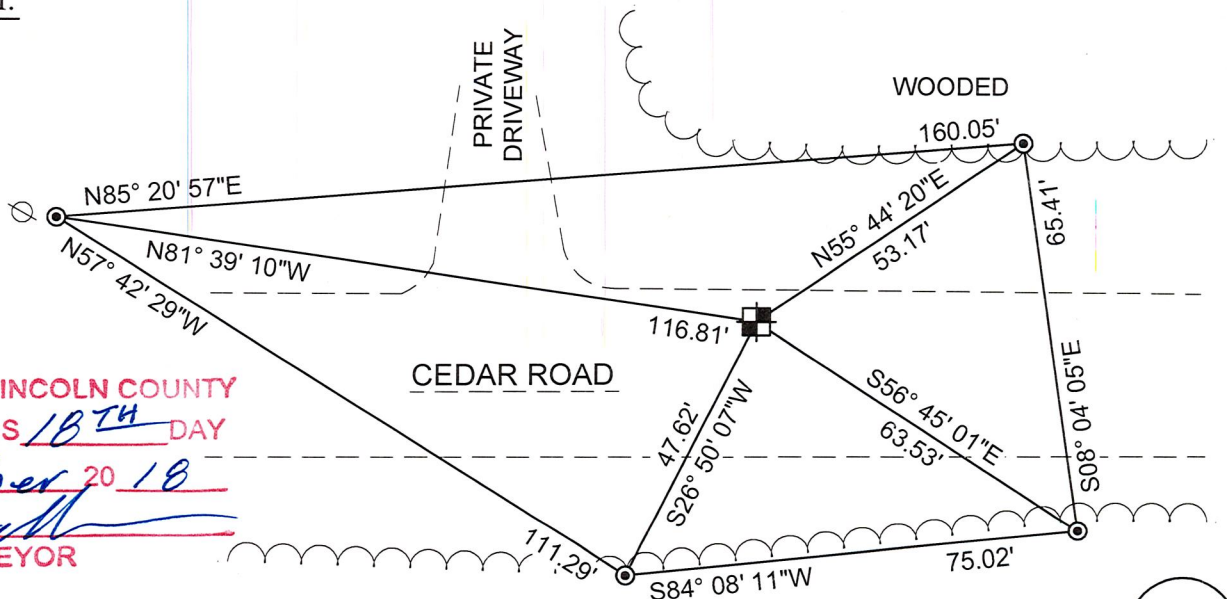 PRIVATE
DRIVEWAY
WOODED
160.05'
N85° 20' 57"E
N81° 39' 10"W
N57° 42' 29"W
N55° 44' 20"E
53.17'
65.41'
116.81'
CEDAR ROAD
INCOLN COUNTY
S 18TH DAY
er 20 18
EYOR
47.62'
S26° 50' 07"W
S56° 45' 01"E
63.53'
S08° 04' 05"E
111.29'
S84° 08' 11"W
75.02'